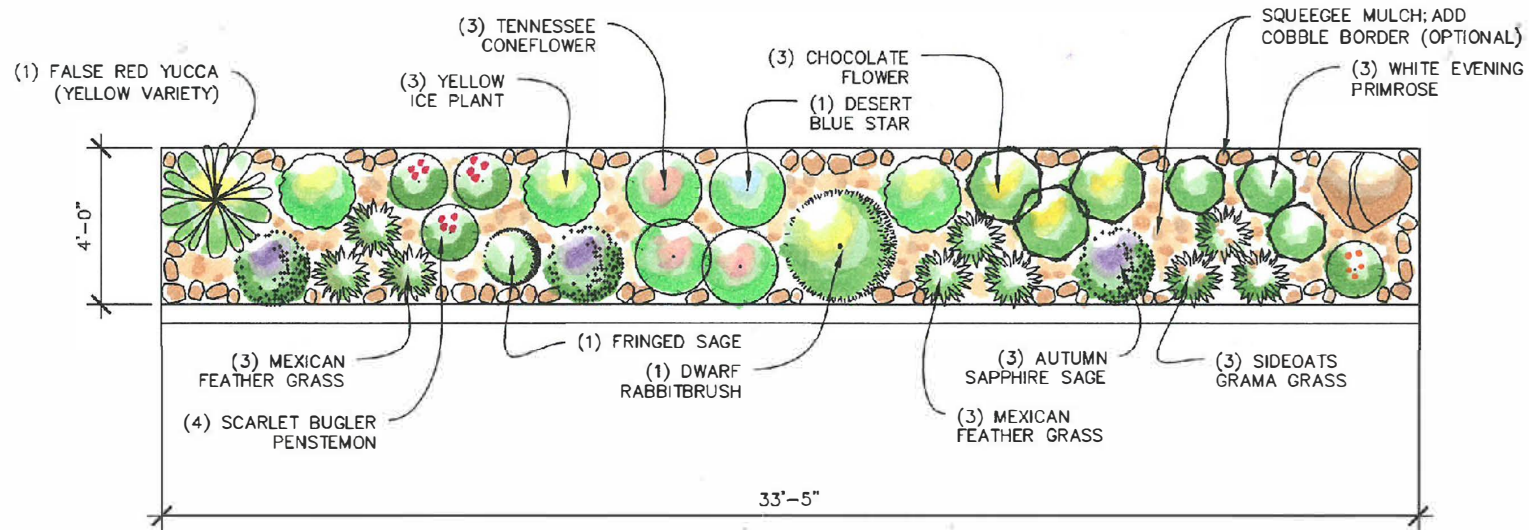 (1) FALSE RED YUCCA
(YELLOW VARIETY)
(3) TENNESSEE
CONEFLOWER
(3) YELLOW
ICE PLANT
(3) CHOCOLATE
FLOWER
(1) DESERT
BLUE STAR
SQUEEGEE MULCH; ADD
COBBLE BORDER (OPTIONAL)
(3) WHITE EVENING
PRIMROSE
4'-0"
(3) MEXICAN
FEATHER GRASS
(4) SCARLET BUGLER
PENSTEMON
(1) FRINGED SAGE
(1) DWARF
RABBITBRUSH
(3) MEXICAN
FEATHER GRASS
(3) AUTUMN
SAPPHIRE SAGE
(3) SIDEOATS
GRAMA GRASS
33'-5"